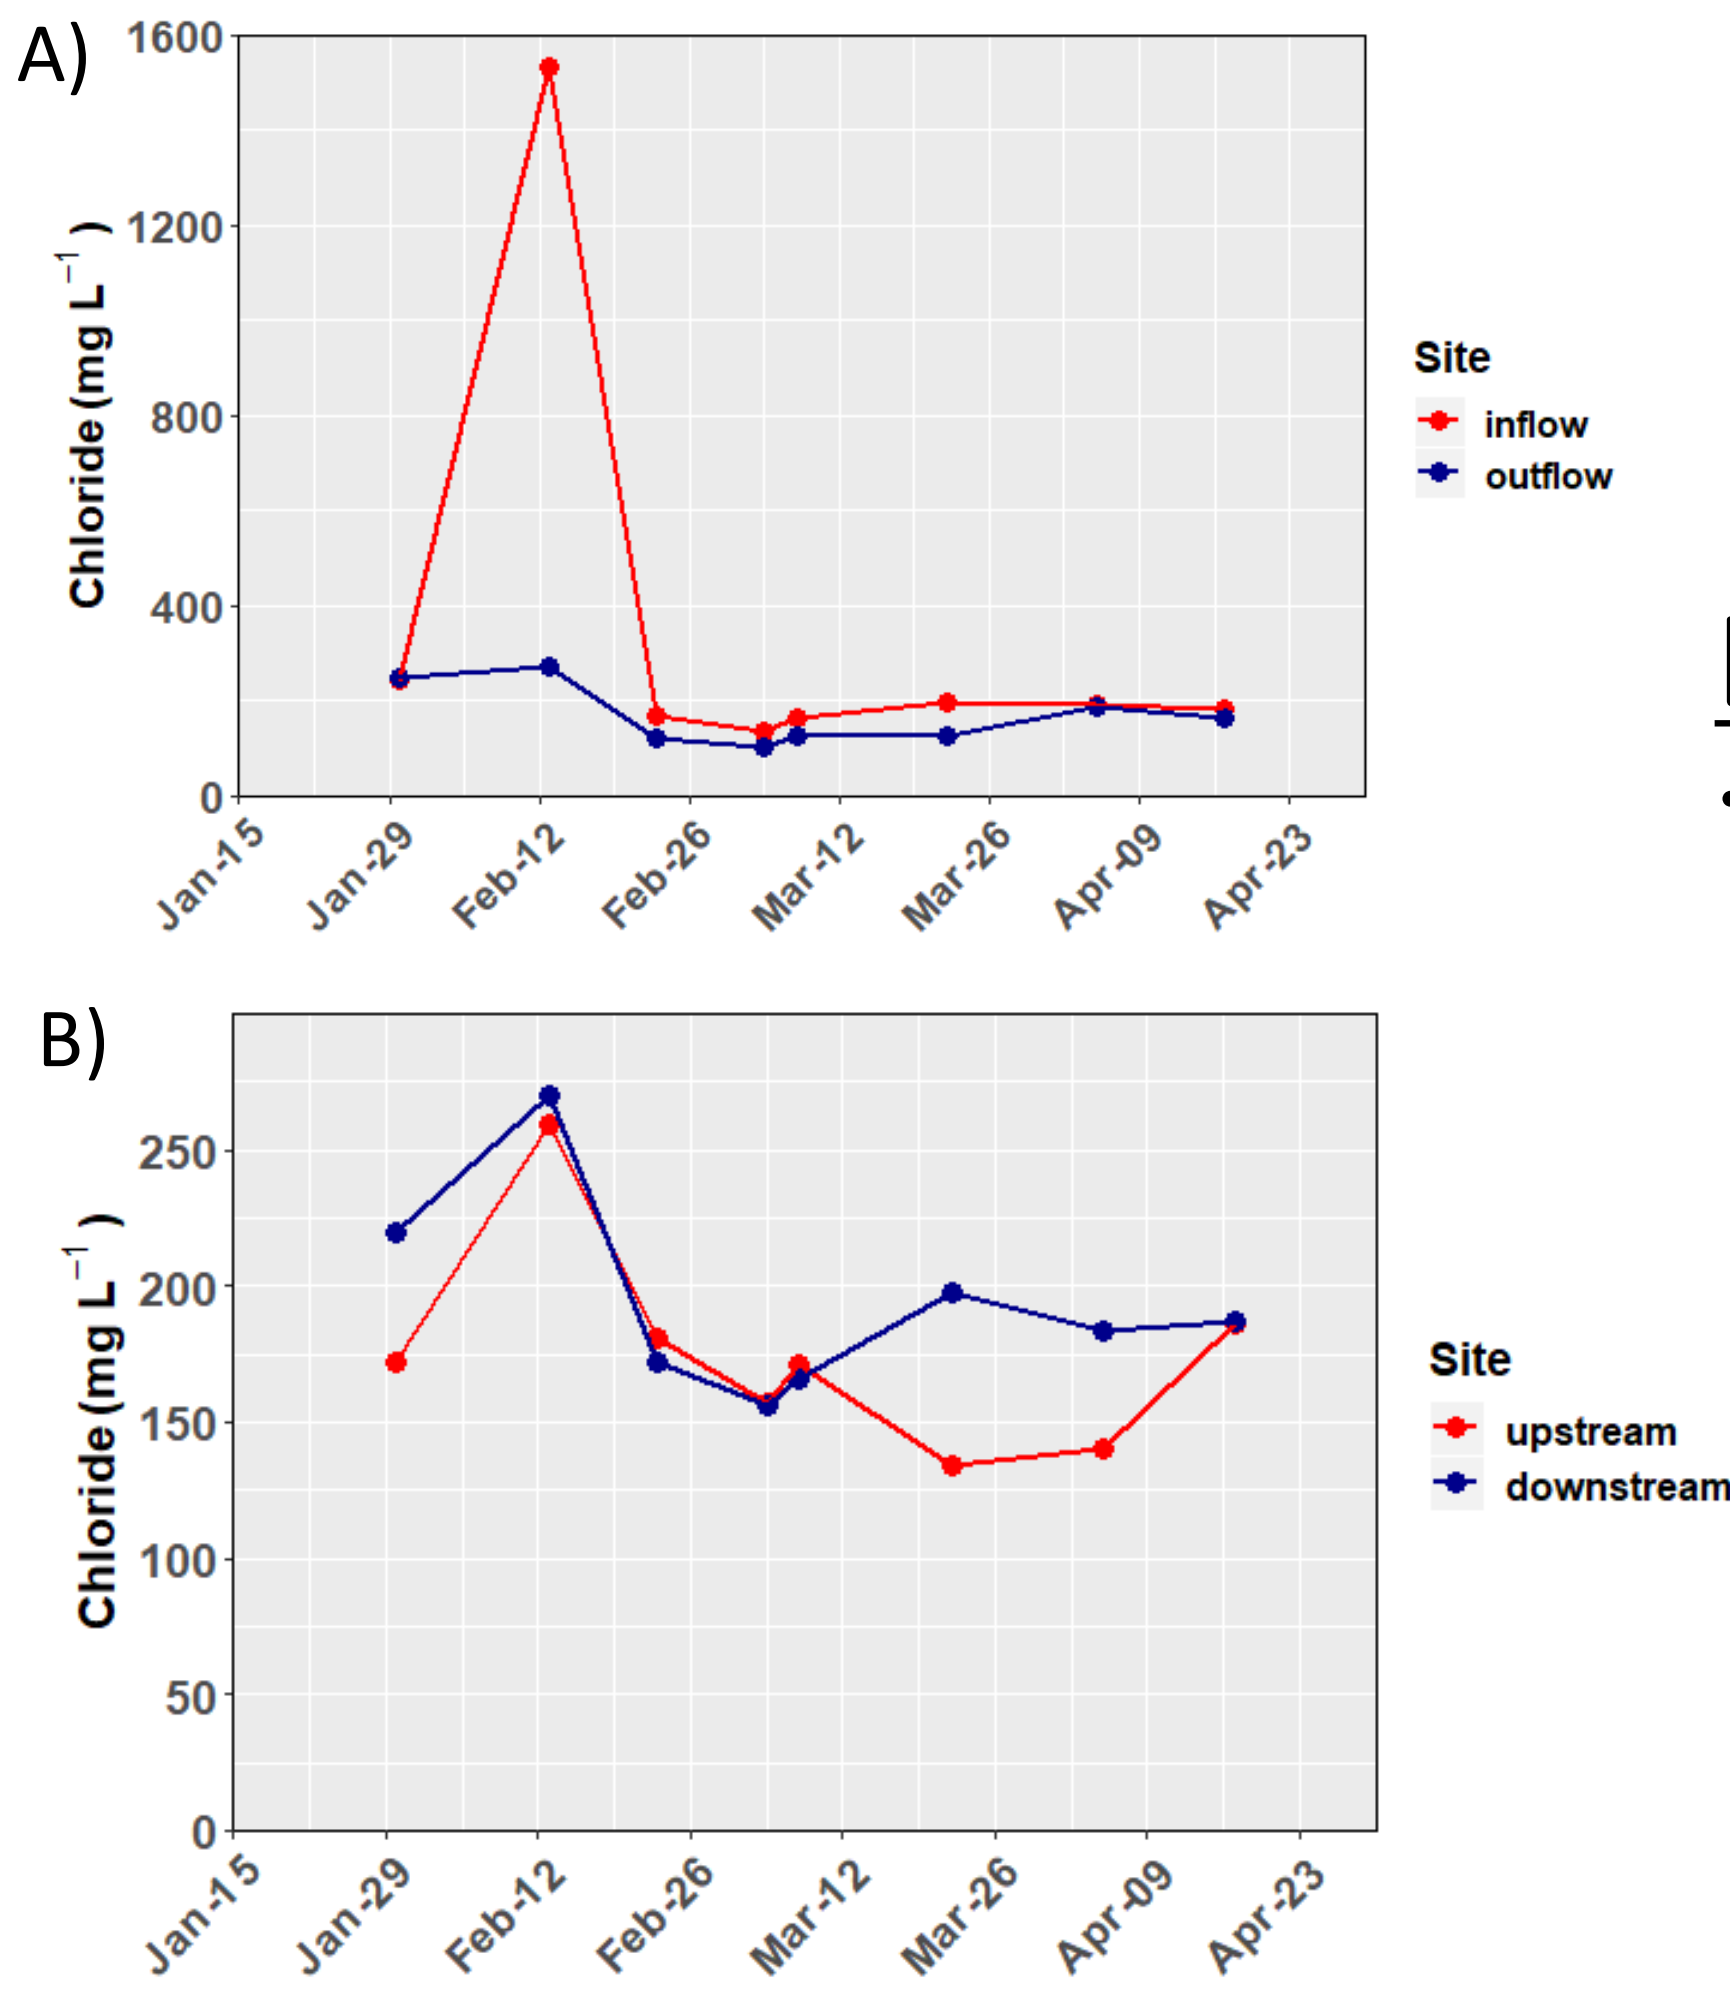 A)
1600
1200
800
400
0
Chloride (mg L⁻¹ )
Jan-15
Jan-29
Feb-12
Feb-26
Mar-12
Mar-26
Apr-09
Apr-23
Site
inflow
outflow
B)
250
200
150
100
50
0
Chloride (mg L⁻¹ )
Jan-15
Jan-29
Feb-12
Feb-26
Mar-12
Mar-26
Apr-09
Apr-23
Site
upstream
downstream